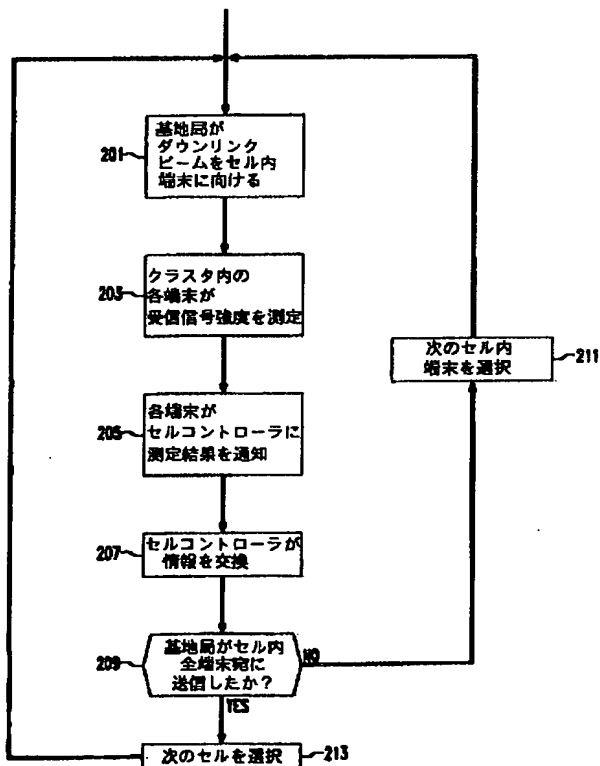 201
基地局が
ダウンリンク
ビームをセル内
端末に向ける
203
クラスタ内の
各端末が
受信信号強度を測定
205
各端末が
セルコントローラに
測定結果を通知
207
セルコントローラが
情報を交換
209
基地局がセル内
全端末宛に
送信したか？
NO
YES
次のセル内
端末を選択
211
次のセルを選択
213